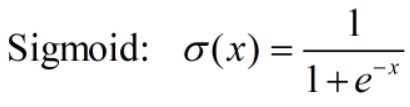 Sigmoid: σ(x) = 1 / (1 + e^{-x})